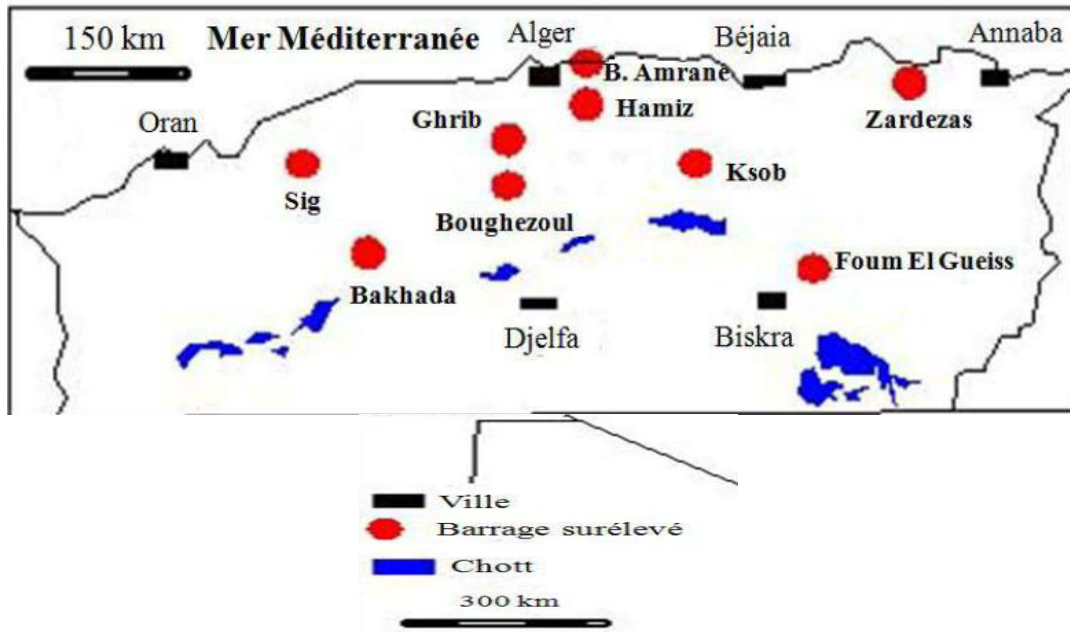 150 km
Mer Méditerranée
Alger
Béjaia
Annaba
B. Amrane
Oran
Ghrib
Hamiz
Zardezas
Sig
Ksob
Boughezoul
Foum El Gueiss
Bakhada
Djelfa
Biskra
Ville
Barrage surélevé
Chott
300 km